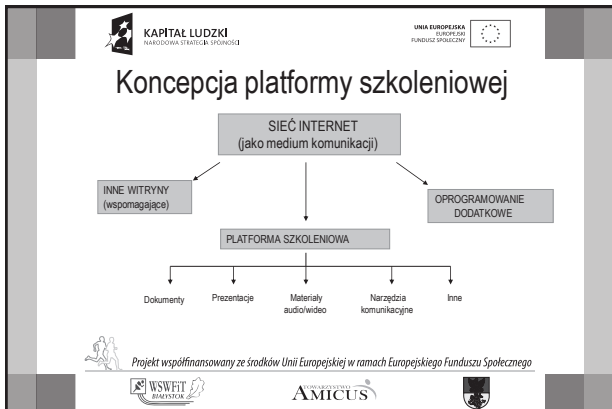 KAPITAŁ LUDZKI
NARODOWA STRATEGIA SPÓJNOŚCI
UNIA EUROPEJSKA
EUROPEJSKI
FUNDUSZ SPOŁECZNY
Koncepcja platformy szkoleniowej
SIEĆ INTERNET
(jako medium komunikacji)
INNE WITRYNY
(wspomagające)
OPROGRAMOWANIE
DODATKOWE
PLATFORMA SZKOLENIOWA
Dokumenty
Prezentacje
Materiały
audio/wideo
Narzędzia
komunikacyjne
Inne
Projekt współfinansowany ze środków Unii Europejskiej w ramach Europejskiego Funduszu Społecznego
WSWFiT
BIAŁYSTOK
TOWARZYSTWO
AMICUS